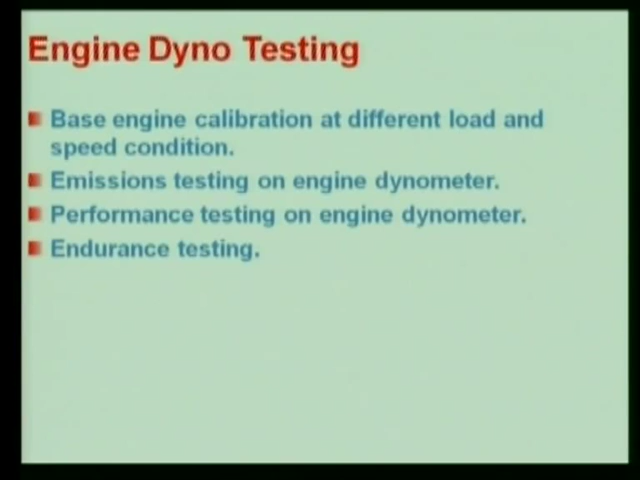 Engine Dyno Testing
Base engine calibration at different load and
speed condition.
Emissions testing on engine dynometer.
Performance testing on engine dynometer.
Endurance testing.